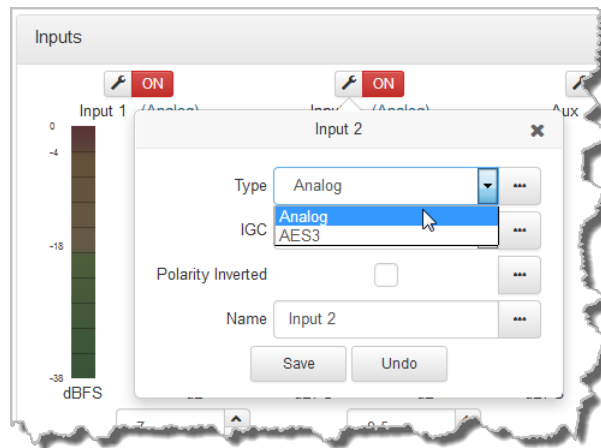 Inputs
ON
ON
Input 1 (Analog)
(Analog)
Aux
Input 2
Type
Analog
Analog
AES3
IGC
Polarity Inverted
Name
Input 2
Save
Undo
0
-4
-18
-38
dBFS